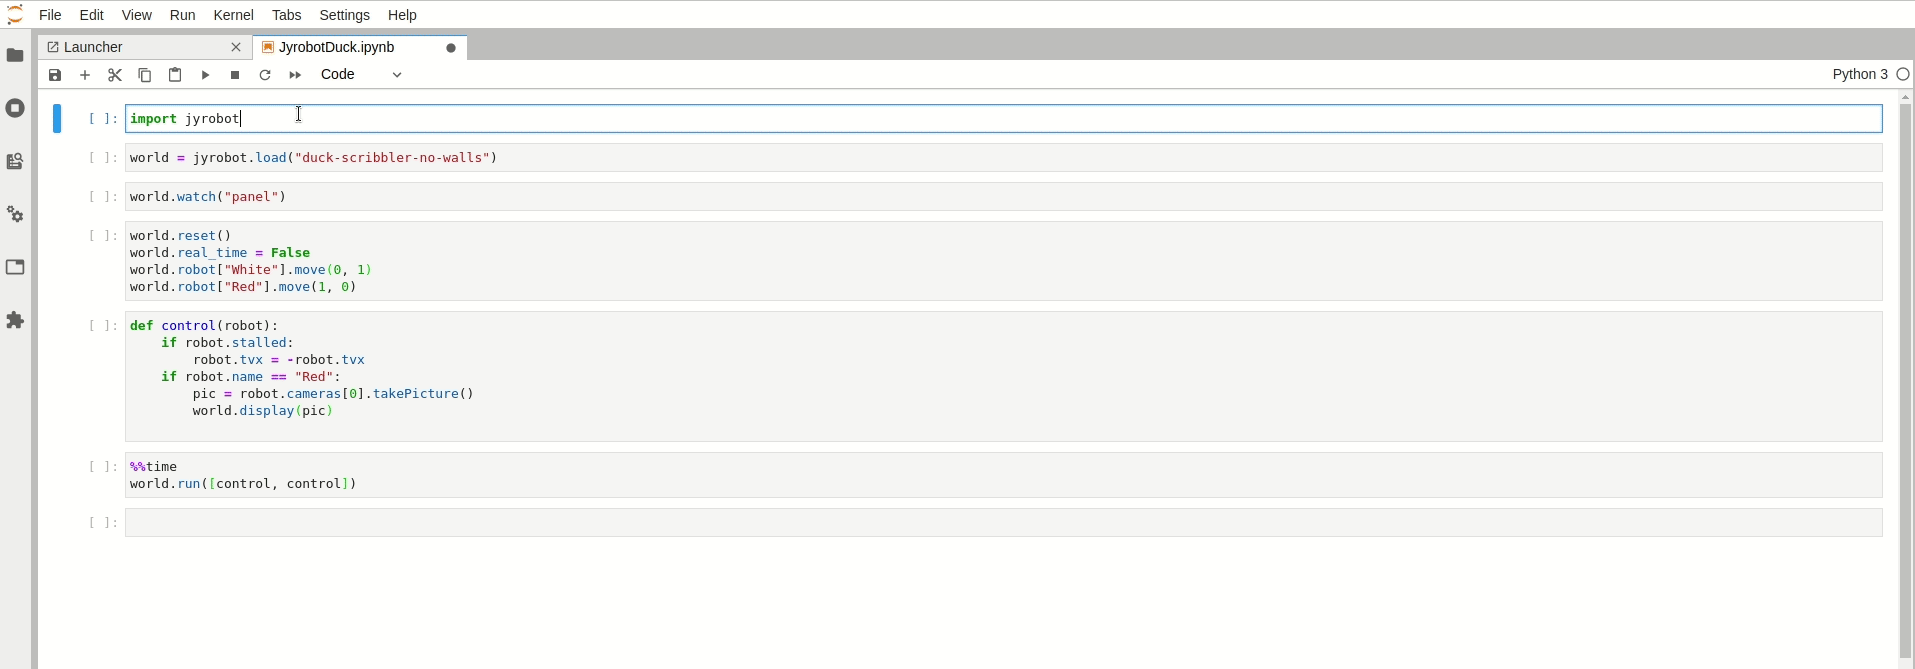 File Edit View Run Kernel Tabs Settings Help
Launcher JyrobotDuck.ipynb
Code Python 3
[ ]: import jyrobot
[ ]: world = jyrobot.load("duck-scribbler-no-walls")
[ ]: world.watch("panel")
[ ]: world.reset()
world.real_time = False
world.robot["White"].move(0, 1)
world.robot["Red"].move(1, 0)
[ ]: def control(robot):
    if robot.stalled:
        robot.tvx = -robot.tvx
    if robot.name == "Red":
        pic = robot.cameras[0].takePicture()
        world.display(pic)
[ ]: %%time
world.run([control, control])
[ ]: